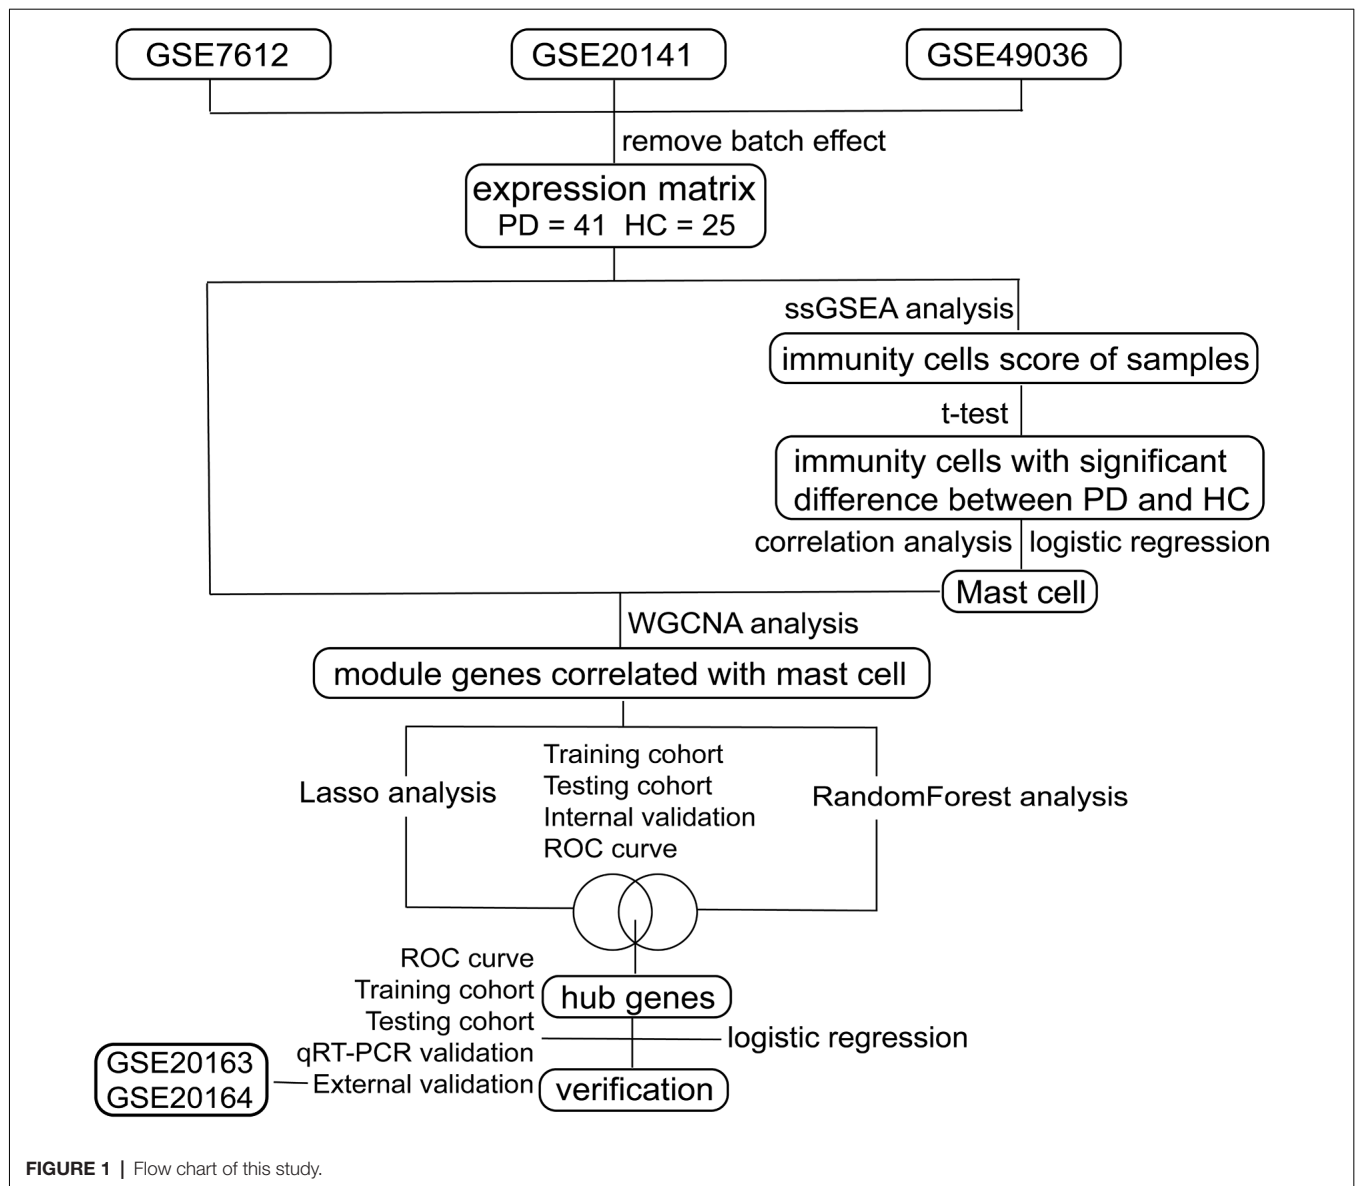 GSE7612
GSE20141
GSE49036
remove batch effect
expression matrix
PD = 41 HC = 25
ssGSEA analysis
immunity cells score of samples
t-test
immunity cells with significant
difference between PD and HC
correlation analysis
logistic regression
Mast cell
WGCNA analysis
module genes correlated with mast cell
Lasso analysis
Training cohort
Testing cohort
Internal validation
ROC curve
RandomForest analysis
ROC curve
Training cohort
Testing cohort
qRT-PCR validation
External validation
hub genes
logistic regression
GSE20163
GSE20164
verification
FIGURE 1 | Flow chart of this study.